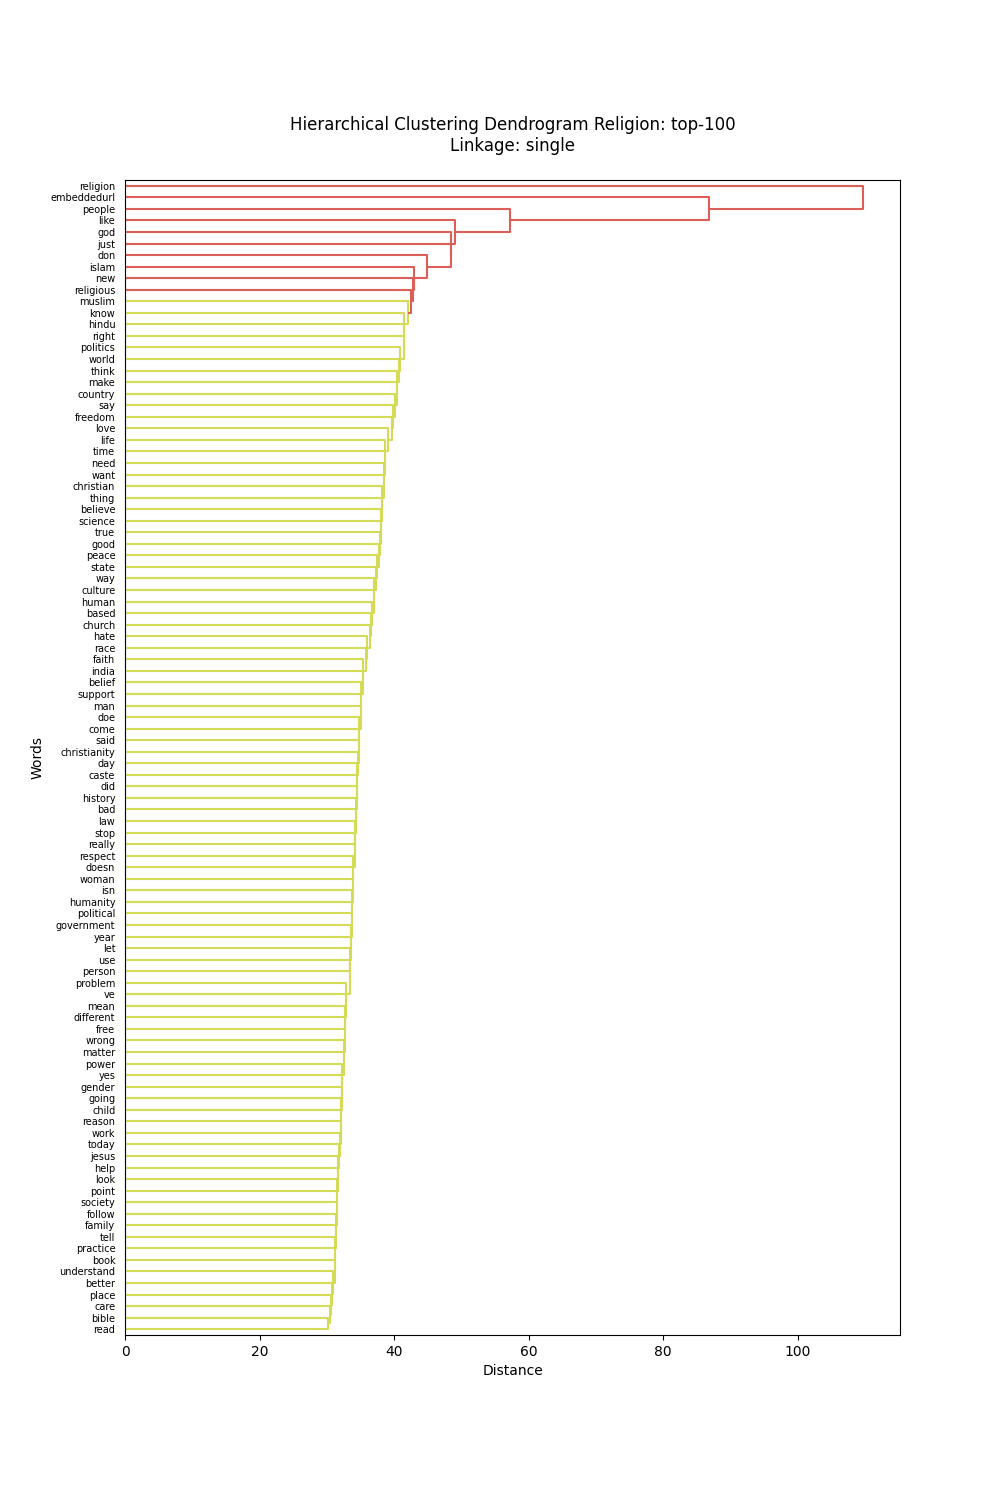 Hierarchical Clustering Dendrogram Religion: top-100
Linkage: single
religion
embeddedurl
people
like
god
just
don
islam
new
religious
muslim
know
hindu
right
politics
world
think
make
country
say
freedom
love
life
time
need
want
christian
thing
believe
science
true
good
peace
state
way
culture
human
based
church
hate
race
faith
india
belief
support
man
doe
come
said
christianity
day
caste
did
history
bad
law
stop
really
respect
doesn
woman
isn
humanity
political
government
year
let
use
person
problem
ve
mean
different
free
wrong
matter
power
yes
gender
going
child
reason
work
today
jesus
help
look
point
society
follow
family
tell
practice
book
understand
better
place
care
bible
read
Words
0 20 40 60 80 100
Distance